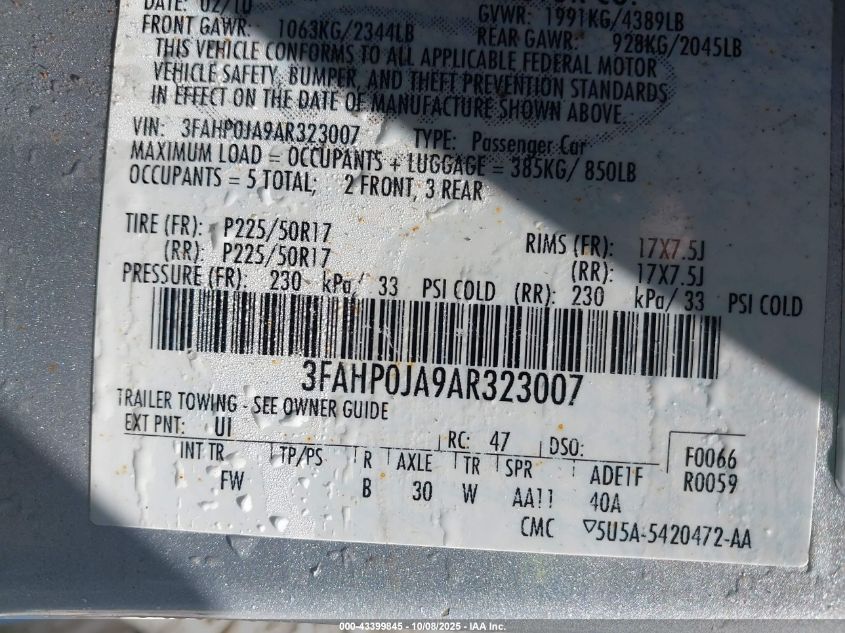 DATE: 02/10
GVWR: 1991KG/4389LB
FRONT GAWR: 1063KG/2344LB REAR GAWR: 928KG/2045LB
THIS VEHICLE CONFORMS TO ALL APPLICABLE FEDERAL MOTOR
VEHICLE SAFETY, BUMPER, AND THEFT PREVENTION STANDARDS
IN EFFECT ON THE DATE OF MANUFACTURE SHOWN ABOVE.
VIN: 3FAHP0JA9AR323007 TYPE: Passenger Car
MAXIMUM LOAD = OCCUPANTS + LUGGAGE = 385KG/ 850LB
OCCUPANTS = 5 TOTAL; 2 FRONT, 3 REAR
TIRE (FR): P225/50R17 RIMS (FR): 17X7.5J
(RR): P225/50R17 (RR): 17X7.5J
PRESSURE (FR): 230 kPa/ 33 PSI COLD (RR): 230 kPa/ 33 PSI COLD
3FAHP0JA9AR323007
TRAILER TOWING - SEE OWNER GUIDE
EXT PNT: UI RC: 47 DSO: F0066
INT TR TP/PS R AXLE TR SPR ADE1F R0059
FW B 30 W AA11 40A
CMC ▽5U5A-5420472-AA
000-43399845 - 10/08/2025 - IAA Inc.